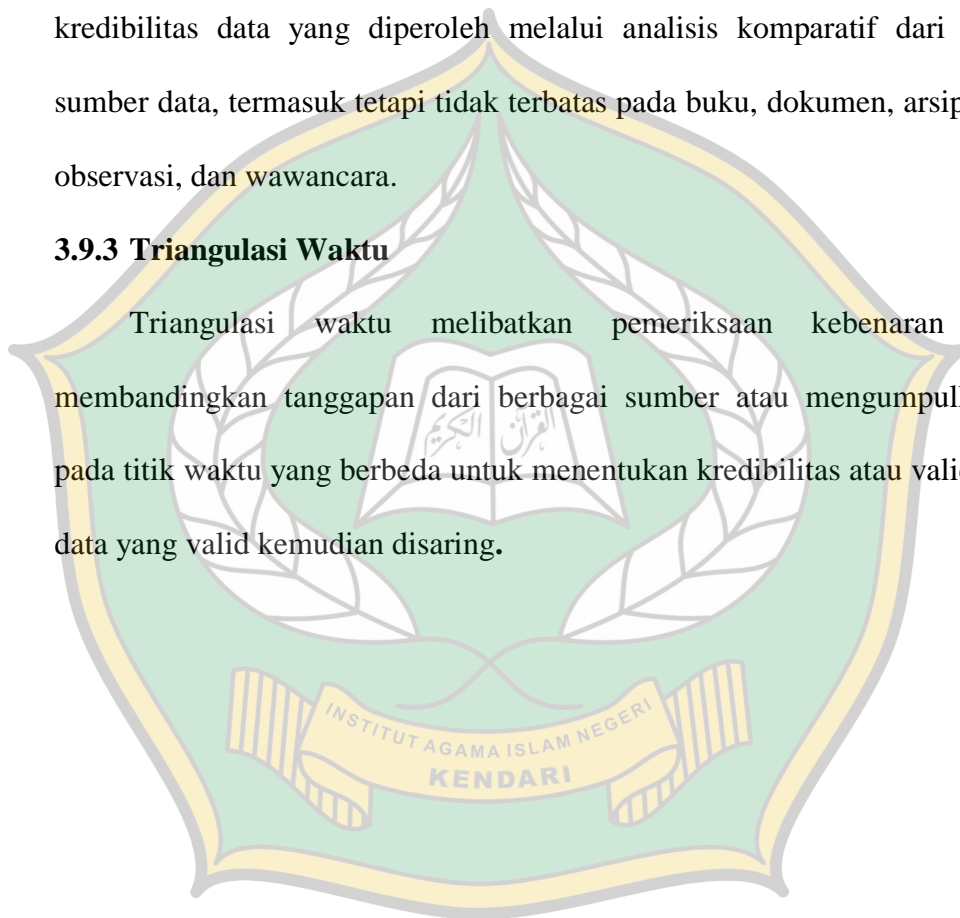 kredibilitas data yang diperoleh melalui analisis komparatif dari
sumber data, termasuk tetapi tidak terbatas pada buku, dokumen, arsip
observasi, dan wawancara.
3.9.3 Triangulasi Waktu
Triangulasi waktu melibatkan pemeriksaan kebenaran
membandingkan tanggapan dari berbagai sumber atau
pada titik waktu yang berbeda untuk menentukan kredibilitas atau
data yang valid kemudian disaring.
القرآن الكريم
INSTITUT AGAMA ISLAM NEGERI
KENDARI